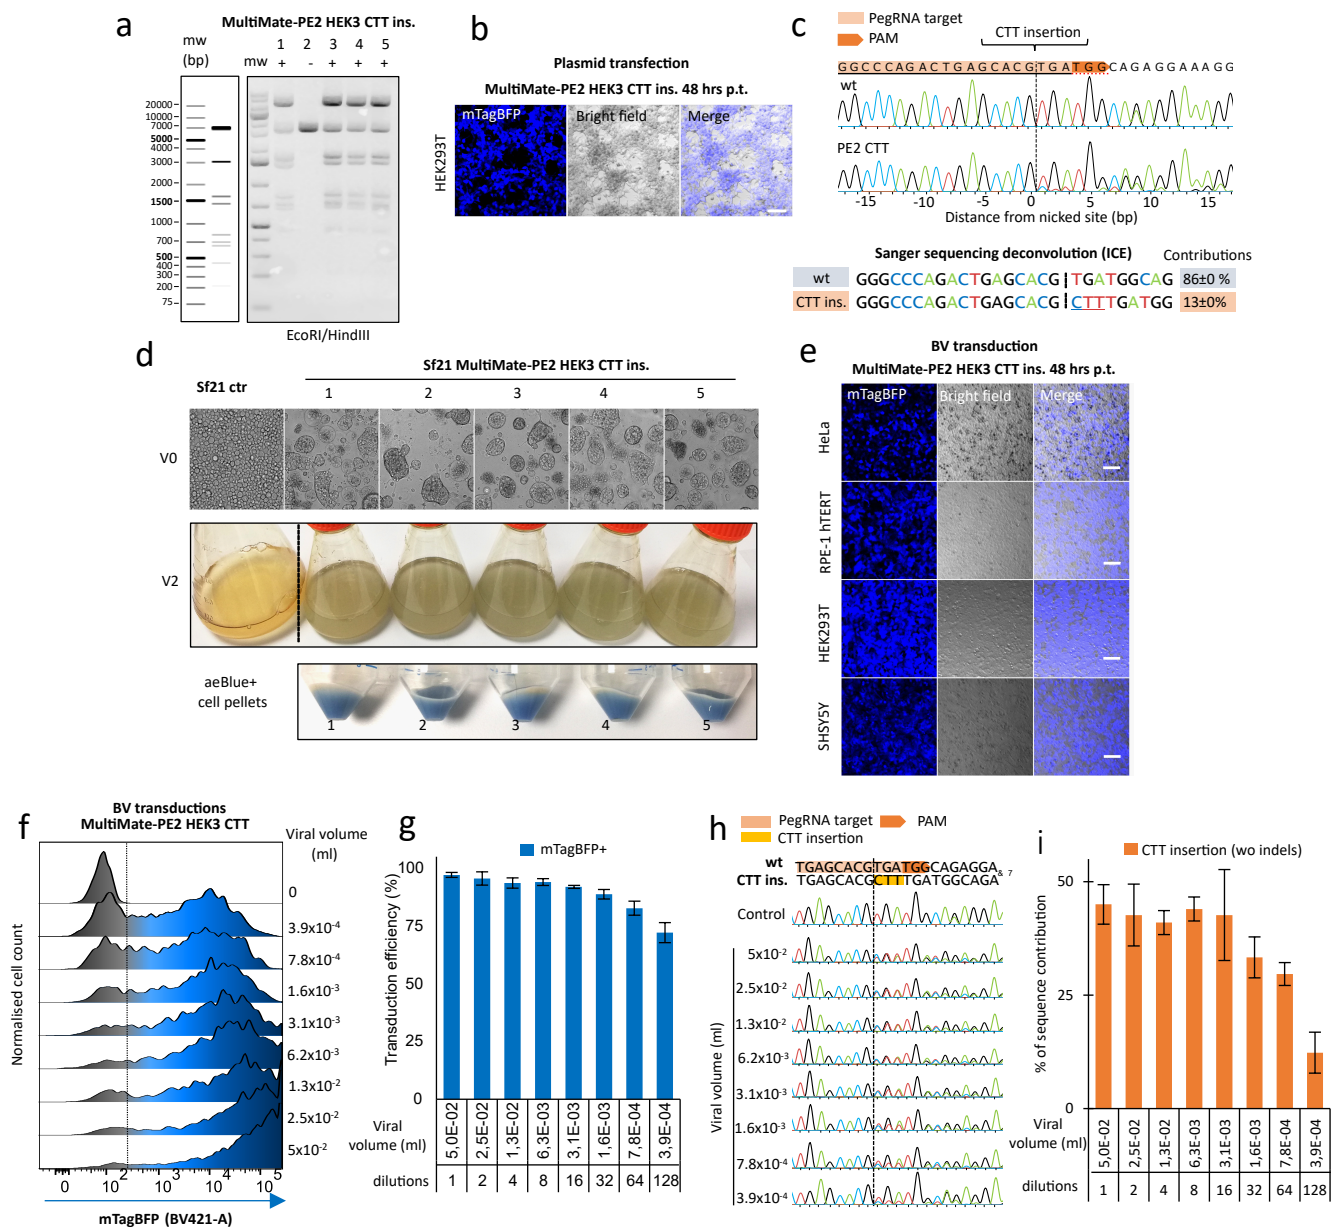 a
MultiMate-PE2 HEK3 CTT ins.
mw
(bp)
1 2 3 4 5
mw + - + + +
20000
10000
7000
5000
4000
3000
2000
1500
1000
700
500
400
300
200
75
EcoRI/HindIII
b
Plasmid transfection
MultiMate-PE2 HEK3 CTT ins. 48 hrs p.t.
mTagBFP Bright field Merge
HEK293T
c
PegRNA target
PAM
CTT insertion
GGCCCAGACTGAGCACGTGATGGCAGAGGAAAGG
wt
PE2 CTT
-15 -10 -5 0 5 10 15
Distance from nicked site (bp)
Sanger sequencing deconvolution (ICE)
Contributions
wt GGGCCCAGACTGAGCACG TGATGGCAG 86±0 %
CTT ins. GGGCCCAGACTGAGCACG CTTTGATGG 13±0%
d
Sf21 MultiMate-PE2 HEK3 CTT ins.
Sf21 ctr 1 2 3 4 5
V0
V2
aeBlue+
cell pellets
1 2 3 4 5
e
BV transduction
MultiMate-PE2 HEK3 CTT ins. 48 hrs p.t.
mTagBFP Bright field Merge
HeLa
RPE-1 hTERT
HEK293T
SHSY5Y
f
BV transductions
MultiMate-PE2 HEK3 CTT
Viral volume
(ml)
0
3.9x10-4
7.8x10-4
1.6x10-3
3.1x10-3
6.2x10-3
1.3x10-2
2.5x10-2
5x10-2
Normalised cell count
0 10 2 10 3 10 4 10 5
mTagBFP (BV421-A)
g
mTagBFP+
Transduction efficiency (%)
100
75
50
25
0
Viral
volume (ml)
5,0E-02 2,5E-02 1,3E-02 6,3E-03 3,1E-03 1,6E-03 7,8E-04 3,9E-04
dilutions 1 2 4 8 16 32 64 128
h
PegRNA target PAM
CTT insertion
wt TGAGCACGTGATGGCAGAGGA
CTT ins. TGAGCACGCTTTGATGGCAGA
& 7
Control
5x10-2
2.5x10-2
1.3x10-2
6.2x10-3
3.1x10-3
1.6x10-3
7.8x10-4
3.9x10-4
Viral volume (ml)
i
CTT insertion (wo indels)
% of sequence contribution
50
25
0
Viral
volume (ml)
5,0E-02 2,5E-02 1,3E-02 6,3E-03 3,1E-03 1,6E-03 7,8E-04 3,9E-04
dilutions 1 2 4 8 16 32 64 128